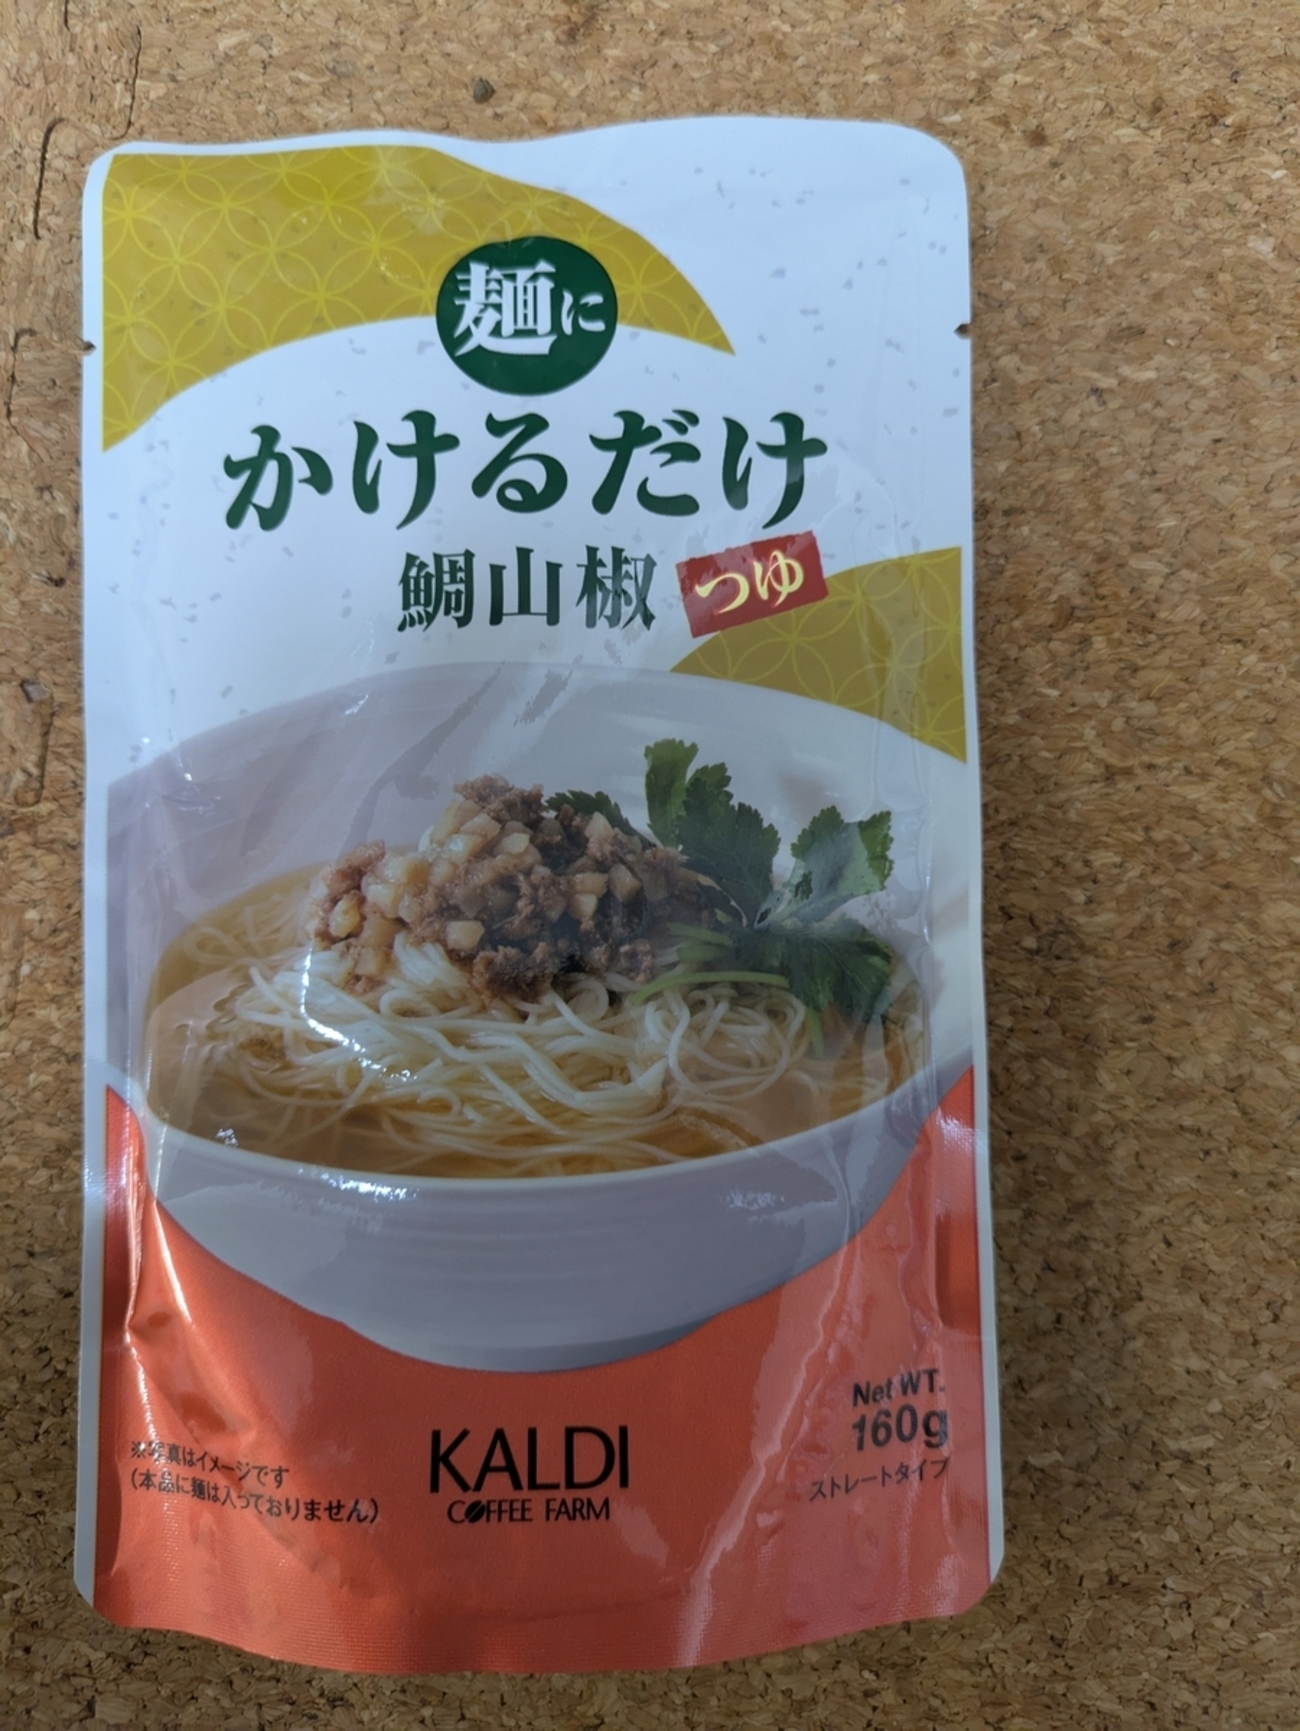 麺に
かけるだけ
鯛山椒 つゆ
Net WT.
160g
ストレートタイプ
※写真はイメージです
(本品に麺は入っておりません)
KALDI
COFFEE FARM